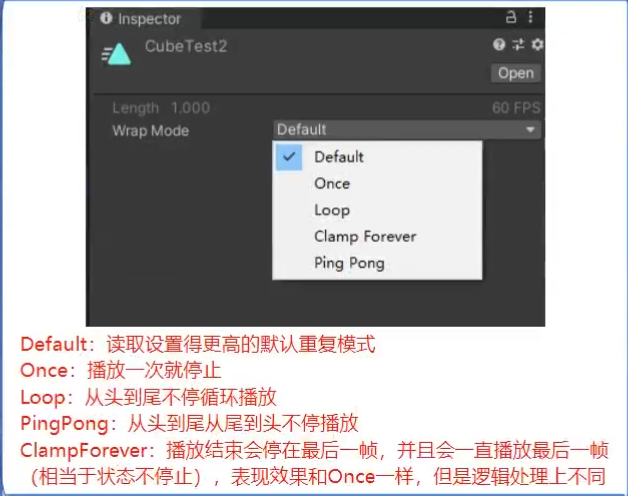 Inspector
CubeTest2
Open
Length 1.000 60 FPS
Wrap Mode Default
Default
Once
Loop
Clamp Forever
Ping Pong
Default：读取设置得更高的默认重复模式
Once：播放一次就停止
Loop：从头到尾不停循环播放
PingPong：从头到尾从尾到头不停播放
ClampForever：播放结束会停在最后一帧，并且会一直播放最后一帧
（相当于状态不停止），表现效果和Once一样，但是逻辑处理上不同